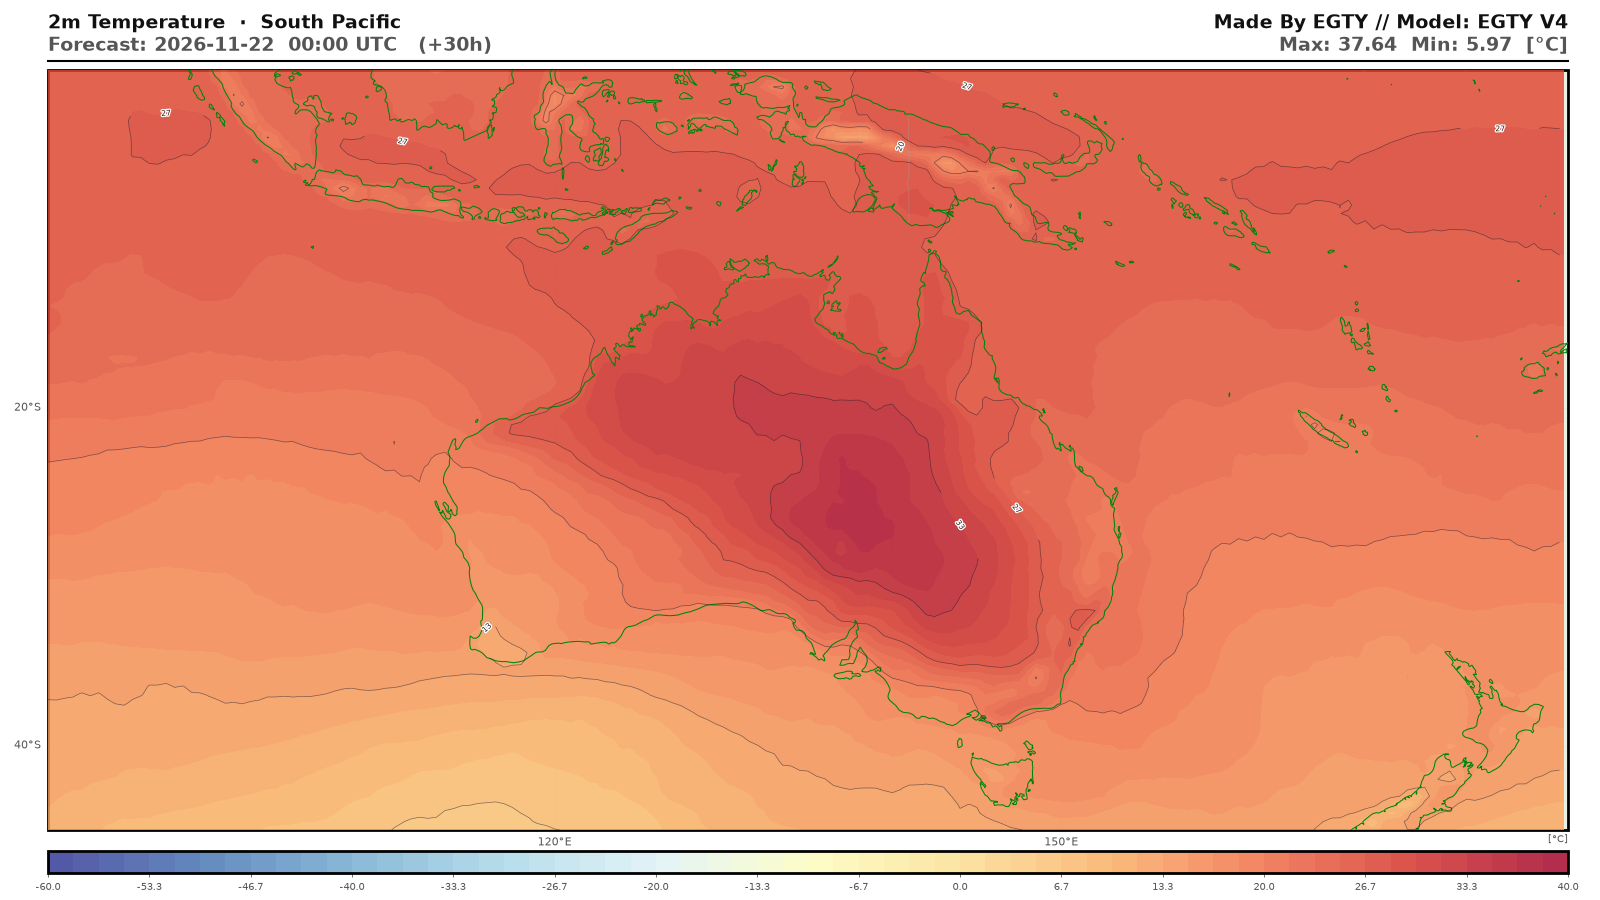 2m Temperature · South Pacific
Made By EGTY // Model: EGTY V4
Forecast: 2026-11-22 00:00 UTC (+30h)
Max: 37.64 Min: 5.97 [°C]
27
27
27
27
20
20°S
33
27
13
40°S
120°E
150°E
[°C]
-60.0
-53.3
-46.7
-40.0
-33.3
-26.7
-20.0
-13.3
-6.7
0.0
6.7
13.3
20.0
26.7
33.3
40.0